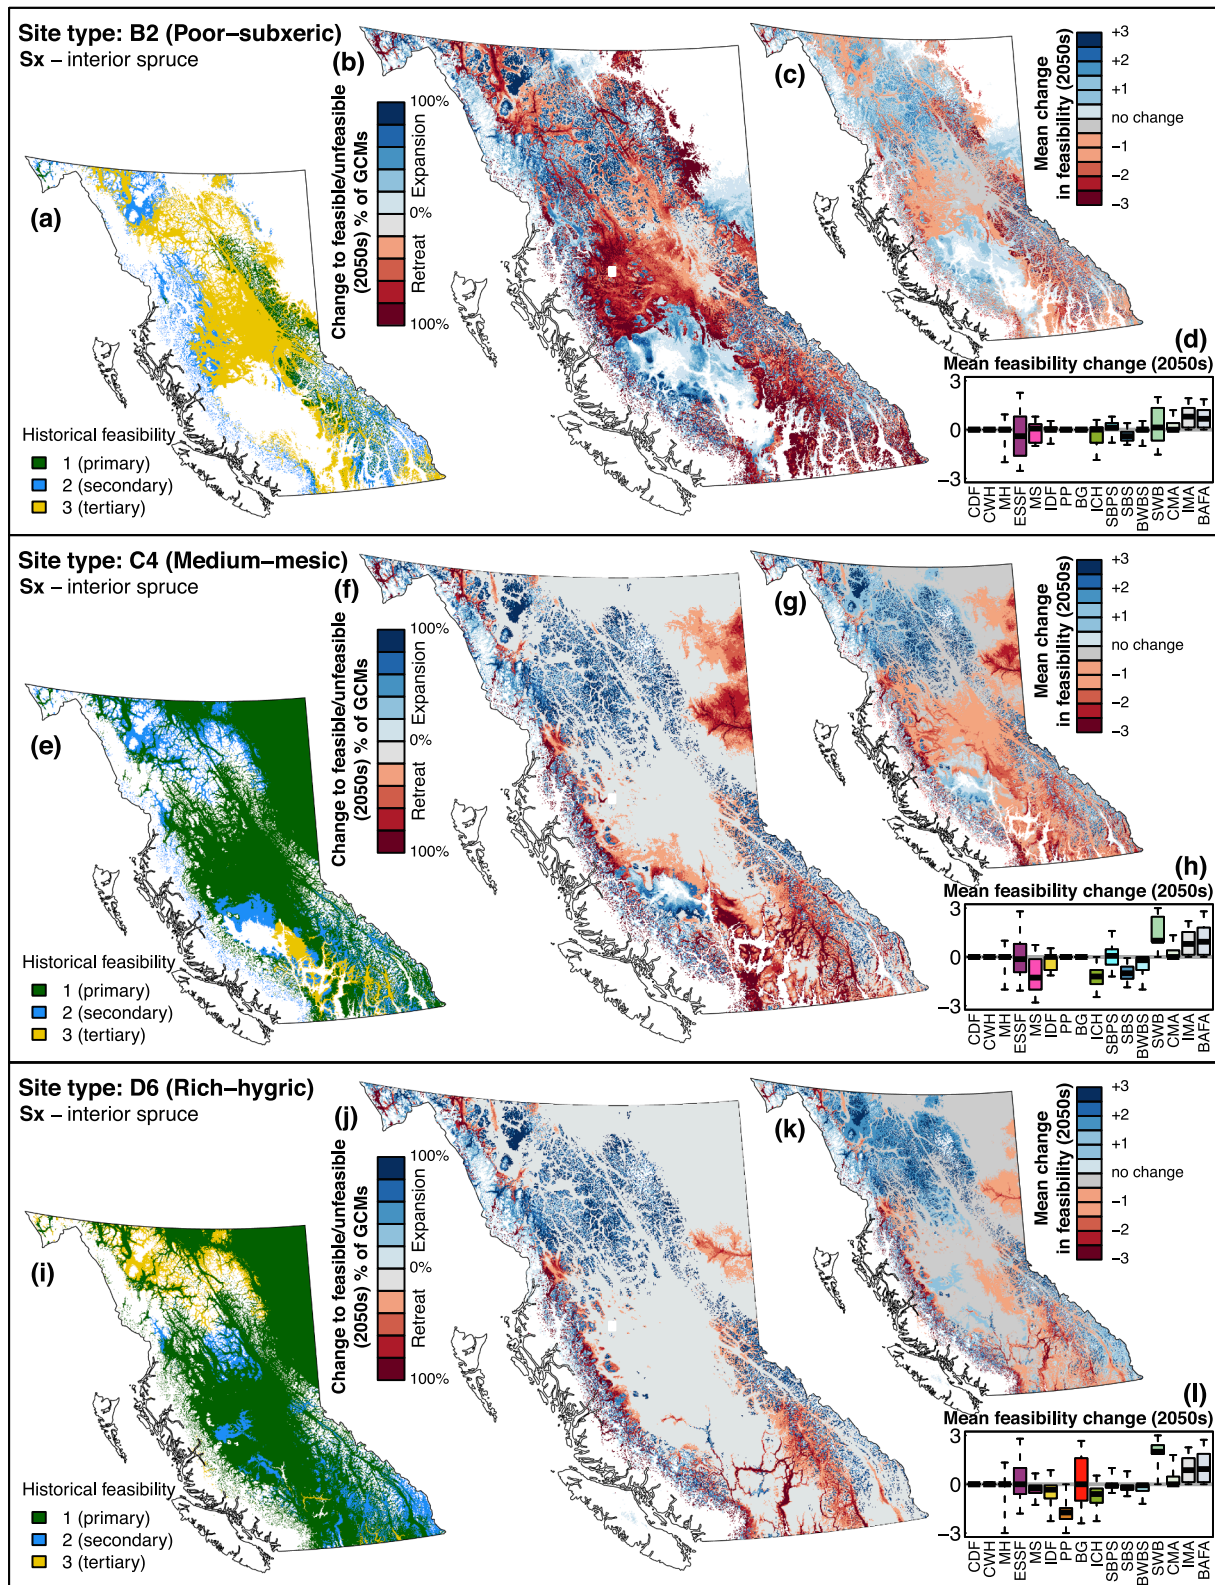 Site type: B2 (Poor–subxeric)
Sx – interior spruce
(a)
Historical feasibility
1 (primary)
2 (secondary)
3 (tertiary)
(b)
Change to feasible/unfeasible
(2050s) % of GCMs
100%
Expansion
0%
Retreat
100%
(c)
Mean change
in feasibility (2050s)
+3
+2
+1
no change
−1
−2
−3
(d)
Mean feasibility change (2050s)
3
0
−3
CDF
CWH
MH
ESSF
MS
IDF
PP
BG
ICH
SBPS
SBS
BWBS
SWB
CMA
IMA
BAFA
Site type: C4 (Medium–mesic)
Sx – interior spruce
(e)
Historical feasibility
1 (primary)
2 (secondary)
3 (tertiary)
(f)
Change to feasible/unfeasible
(2050s) % of GCMs
100%
Expansion
0%
Retreat
100%
(g)
Mean change
in feasibility (2050s)
+3
+2
+1
no change
−1
−2
−3
(h)
Mean feasibility change (2050s)
3
0
−3
CDF
CWH
MH
ESSF
MS
IDF
PP
BG
ICH
SBPS
SBS
BWBS
SWB
CMA
IMA
BAFA
Site type: D6 (Rich–hygric)
Sx – interior spruce
(i)
Historical feasibility
1 (primary)
2 (secondary)
3 (tertiary)
(j)
Change to feasible/unfeasible
(2050s) % of GCMs
100%
Expansion
0%
Retreat
100%
(k)
Mean change
in feasibility (2050s)
+3
+2
+1
no change
−1
−2
−3
(l)
Mean feasibility change (2050s)
3
0
−3
CDF
CWH
MH
ESSF
MS
IDF
PP
BG
ICH
SBPS
SBS
BWBS
SWB
CMA
IMA
BAFA